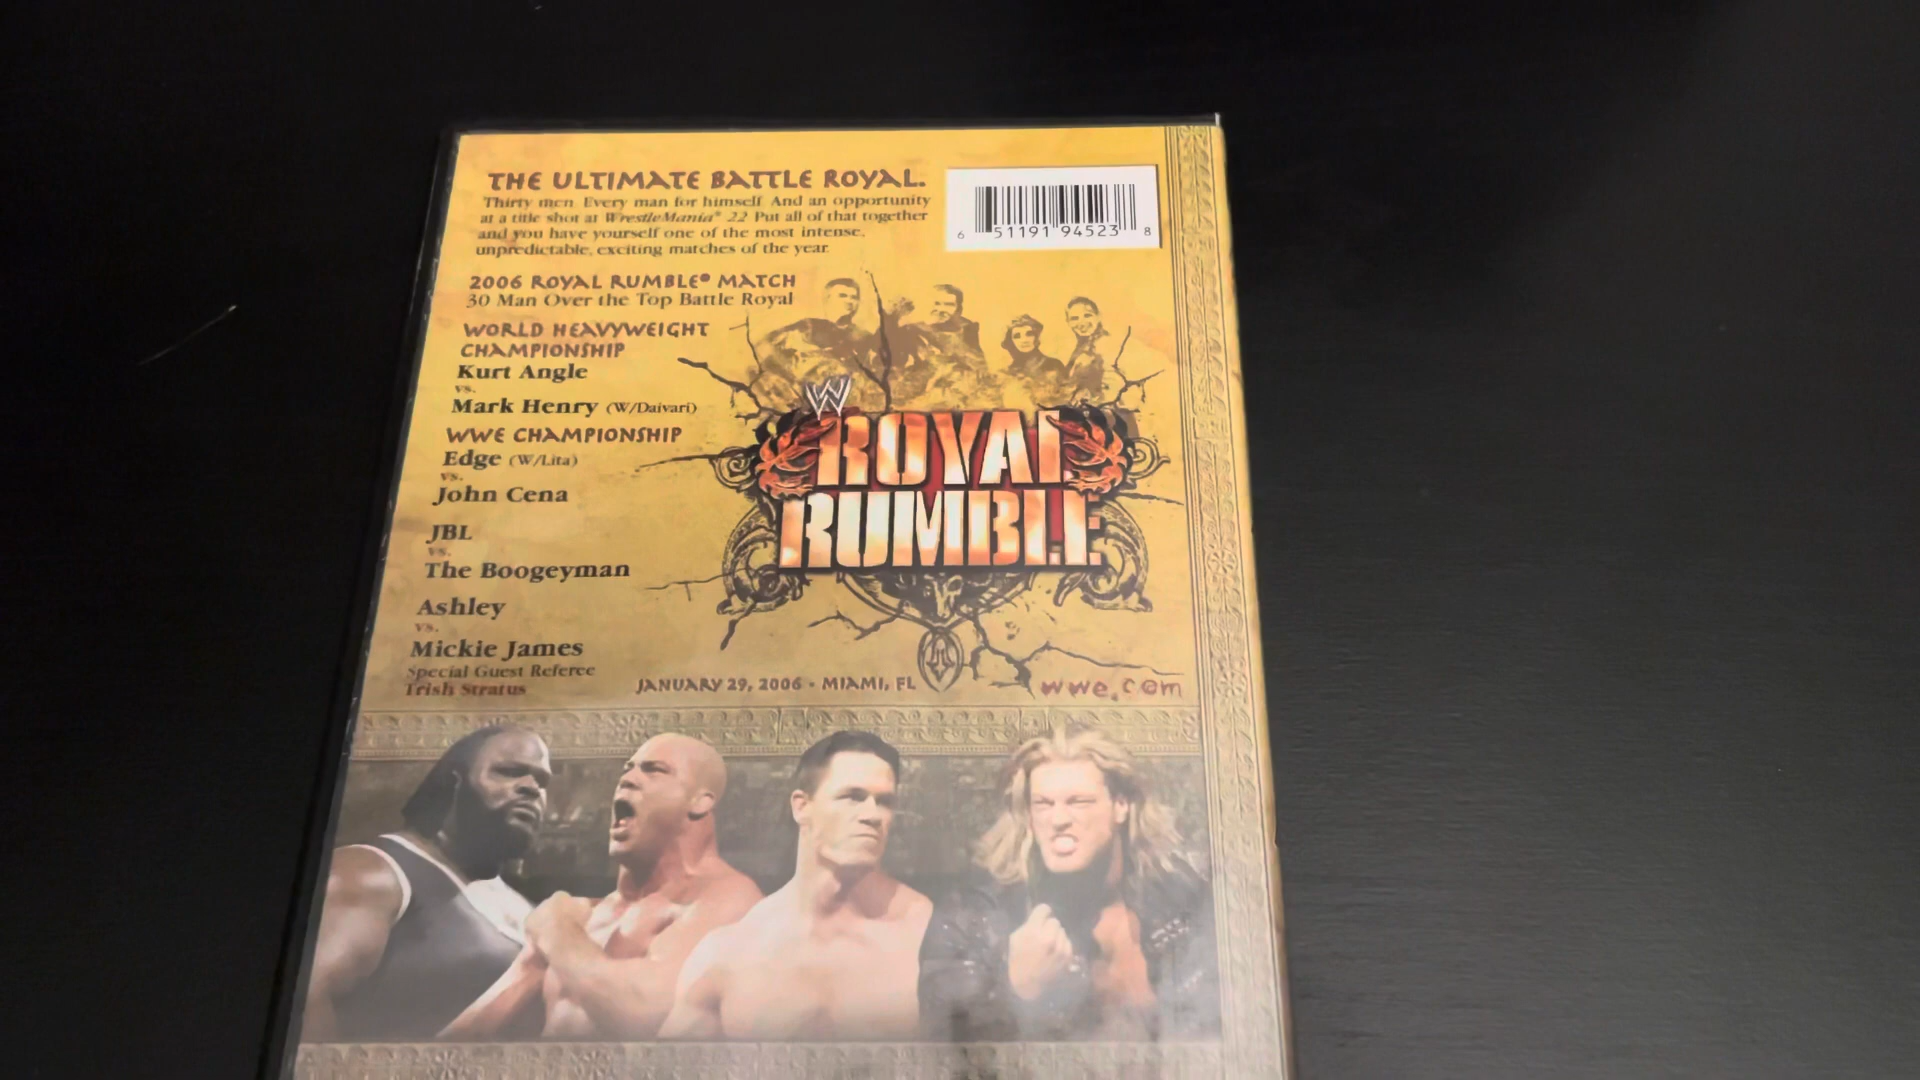 THE ULTIMATE BATTLE ROYAL.
Thirty men Every man for himself And an opportunity
at a title shot at WrestleMania® 22 Put all of that together
and you have yourself one of the most intense,
unpredictable, exciting matches of the year.
6 51191 94523 8
2006 ROYAL RUMBLE® MATCH
30 Man Over the Top Battle Royal
WORLD HEAVYWEIGHT
CHAMPIONSHIP
Kurt Angle
vs.
Mark Henry (W/Daivari)
WWE CHAMPIONSHIP
Edge (W/Lita)
vs.
John Cena
JBL
vs.
The Boogeyman
Ashley
vs.
Mickie James
Special Guest Referee
Trish Stratus
W
ROYAL
RUMBLE
JANUARY 29, 2006 • MIAMI, FL
wwe.com